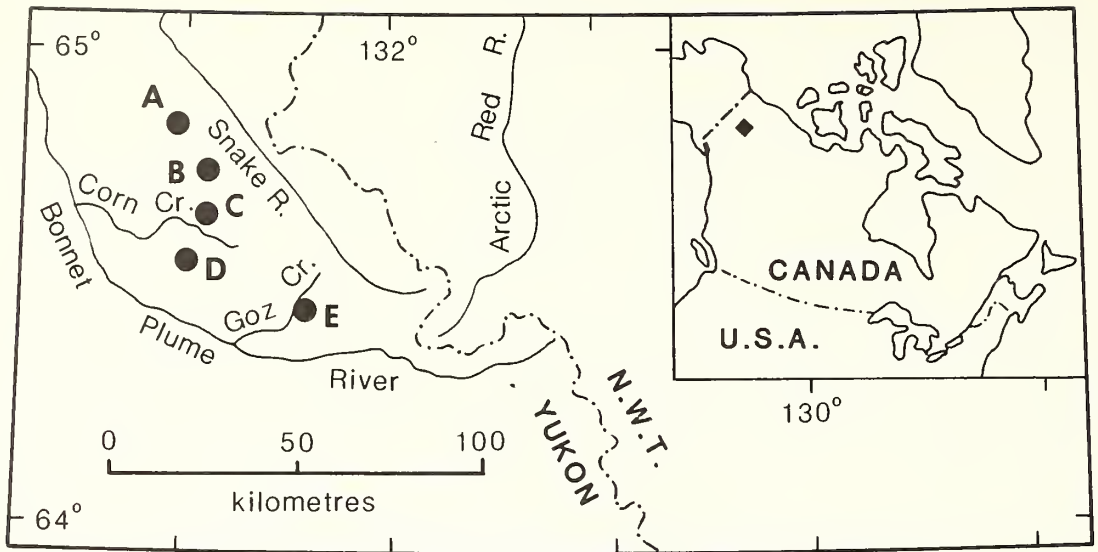 65°
132°
A
B
C
D
E
Snake R.
Corn Cr.
Bonnet Plume River
Goz Cr.
Arctic Red R.
0 50 100
kilometres
64°
YUKON
N.W.T.
130°
CANADA
U.S.A.